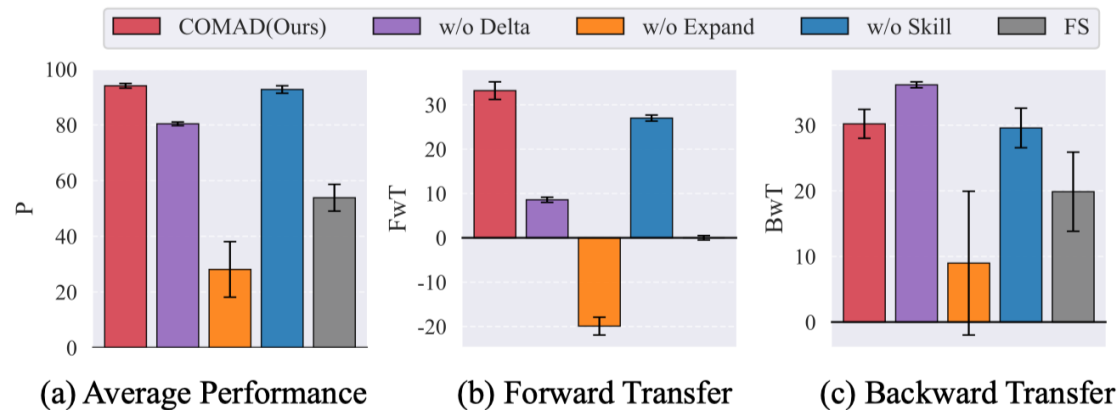 COMAD(Ours) w/o Delta w/o Expand w/o Skill FS
P
100
80
60
40
20
0
(a) Average Performance
FwT
30
20
10
0
-10
-20
(b) Forward Transfer
BwT
30
20
10
0
(c) Backward Transfer